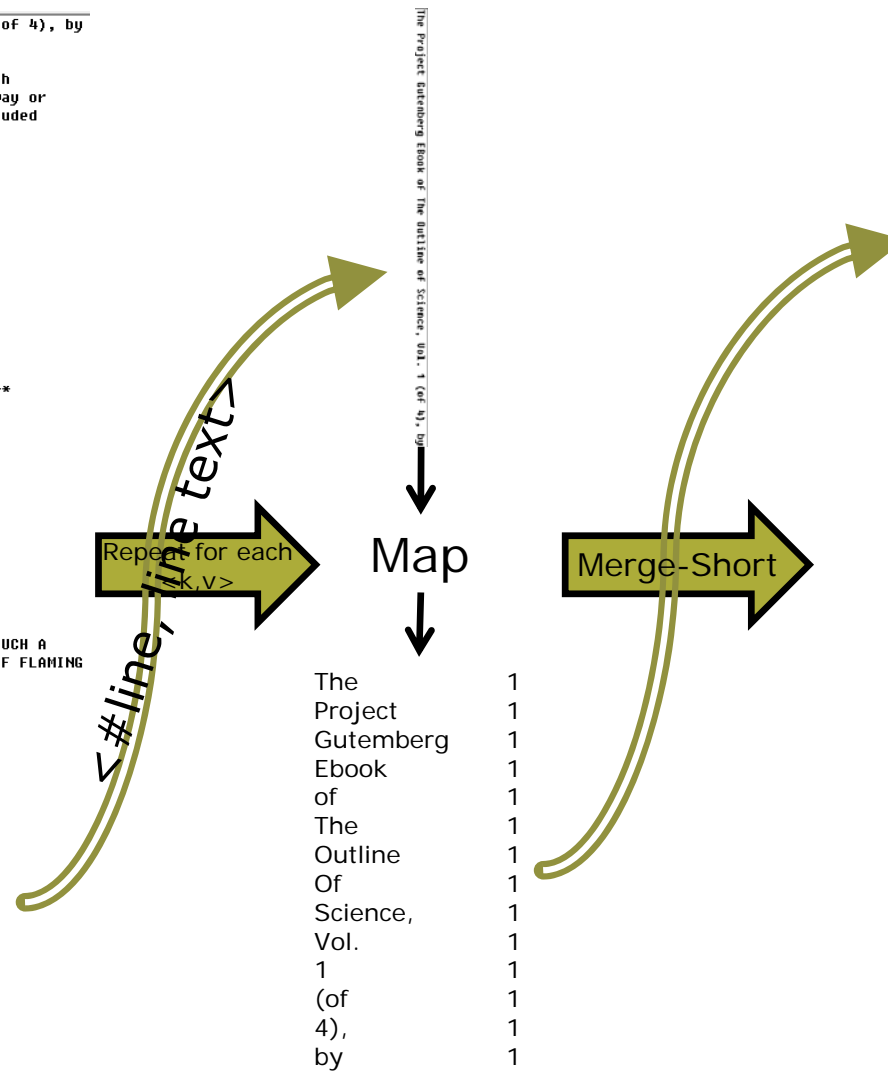 of 4), by
h
ay or
uded
*
UCH A
F FLAMING
<#line, line text>
Repeat for each
<k,v>
The Project Gutenberg EBook of The Outline of Science, Vol. 1 (of 4), by
Map
The 1
Project 1
Gutemberg 1
Ebook 1
of 1
The 1
Outline 1
Of 1
Science, 1
Vol. 1
1 1
(of 1
4), 1
by 1
Merge-Short